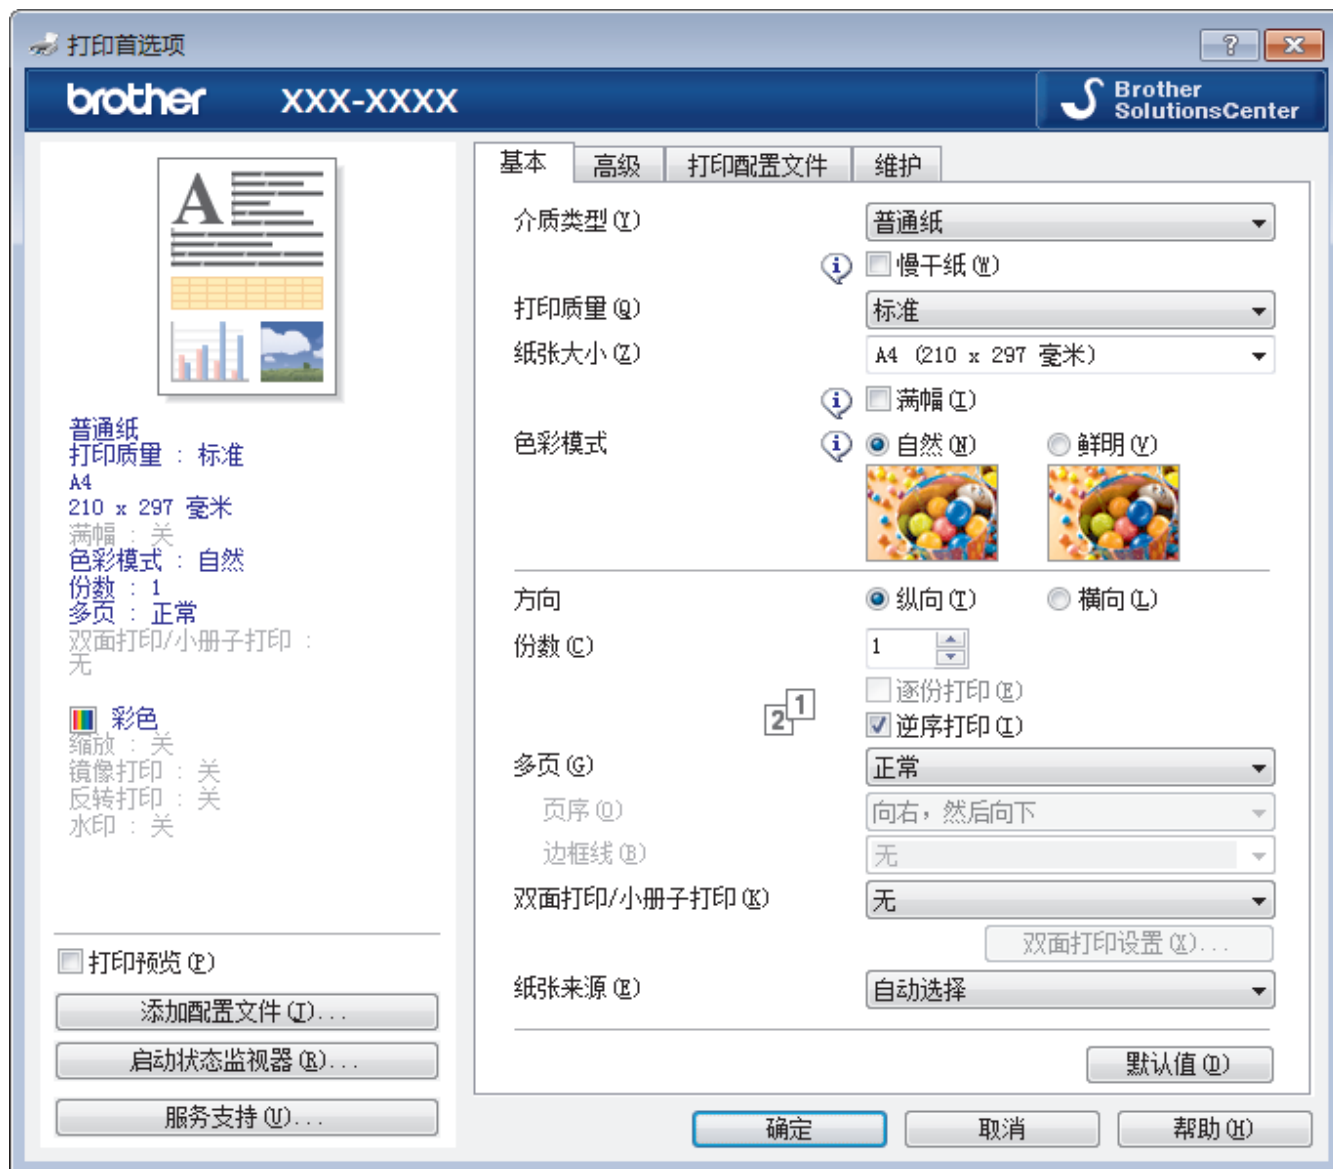 打印首选项
brother XXX-XXXX
Brother
SolutionsCenter
A
普通纸
打印质量 : 标准
A4
210 x 297 毫米
满幅 : 关
色彩模式 : 自然
份数 : 1
多页 : 正常
双面打印/小册子打印 :
无
彩色
缩放 : 关
镜像打印 : 关
反转打印 : 关
水印 : 关
打印预览(P)
添加配置文件(J)...
启动状态监视器(R)...
服务支持(U)...
基本 高级 打印配置文件 维护
介质类型(Y) 普通纸
慢干纸(W)
打印质量(Q) 标准
纸张大小(Z) A4 (210 x 297 毫米)
满幅(I)
色彩模式 自然(N) 鲜明(V)
方向 纵向(T) 横向(L)
份数(C) 1
逐份打印(E)
2 1 逆序打印(I)
多页(G) 正常
页序(O) 向右，然后向下
边框线(B) 无
双面打印/小册子打印(K) 无
双面打印设置(X)...
纸张来源(E) 自动选择
默认值(D)
确定 取消 帮助(H)